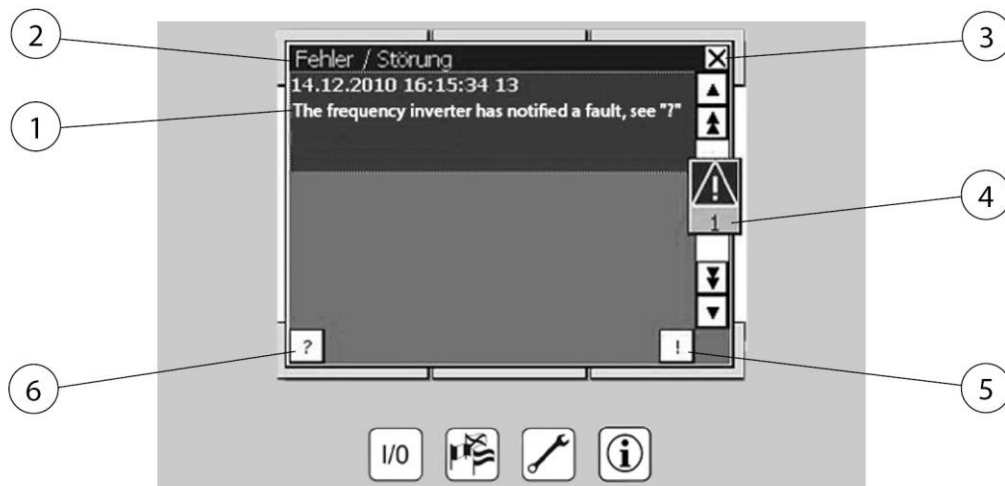 2
3
Fehler / Störung
14.12.2010 16:15:34 13
1
The frequency inverter has notified a fault, see "?"
1
4
?
!
6
5
I/0